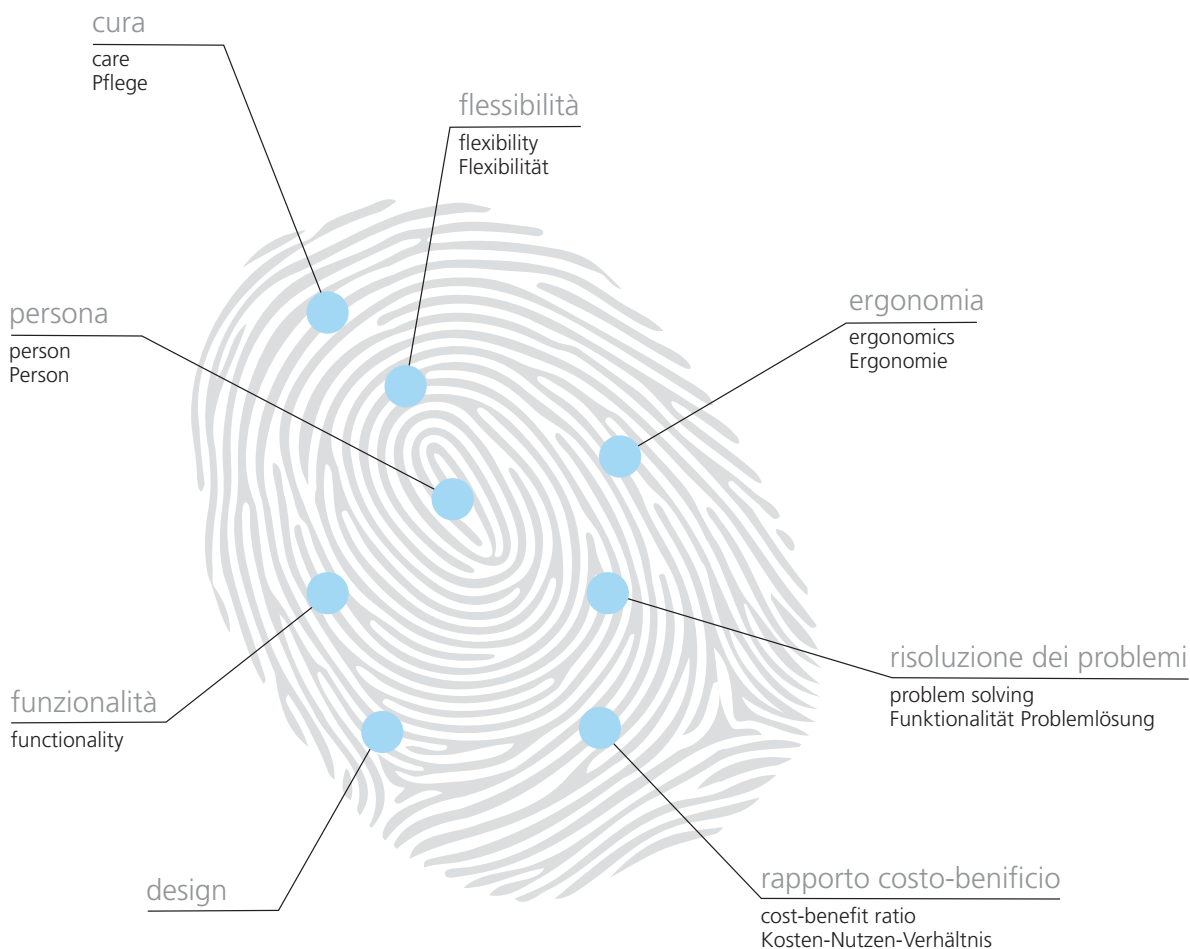 cura
care
Pflege
flessibilità
flexibility
Flexibilität
persona
person
Person
ergonomia
ergonomics
Ergonomie
risoluzione dei problemi
problem solving
Funktionalität Problemlösung
funzionalità
functionality
design
rapporto costo-benificio
cost-benefit ratio
Kosten-Nutzen-Verhältnis